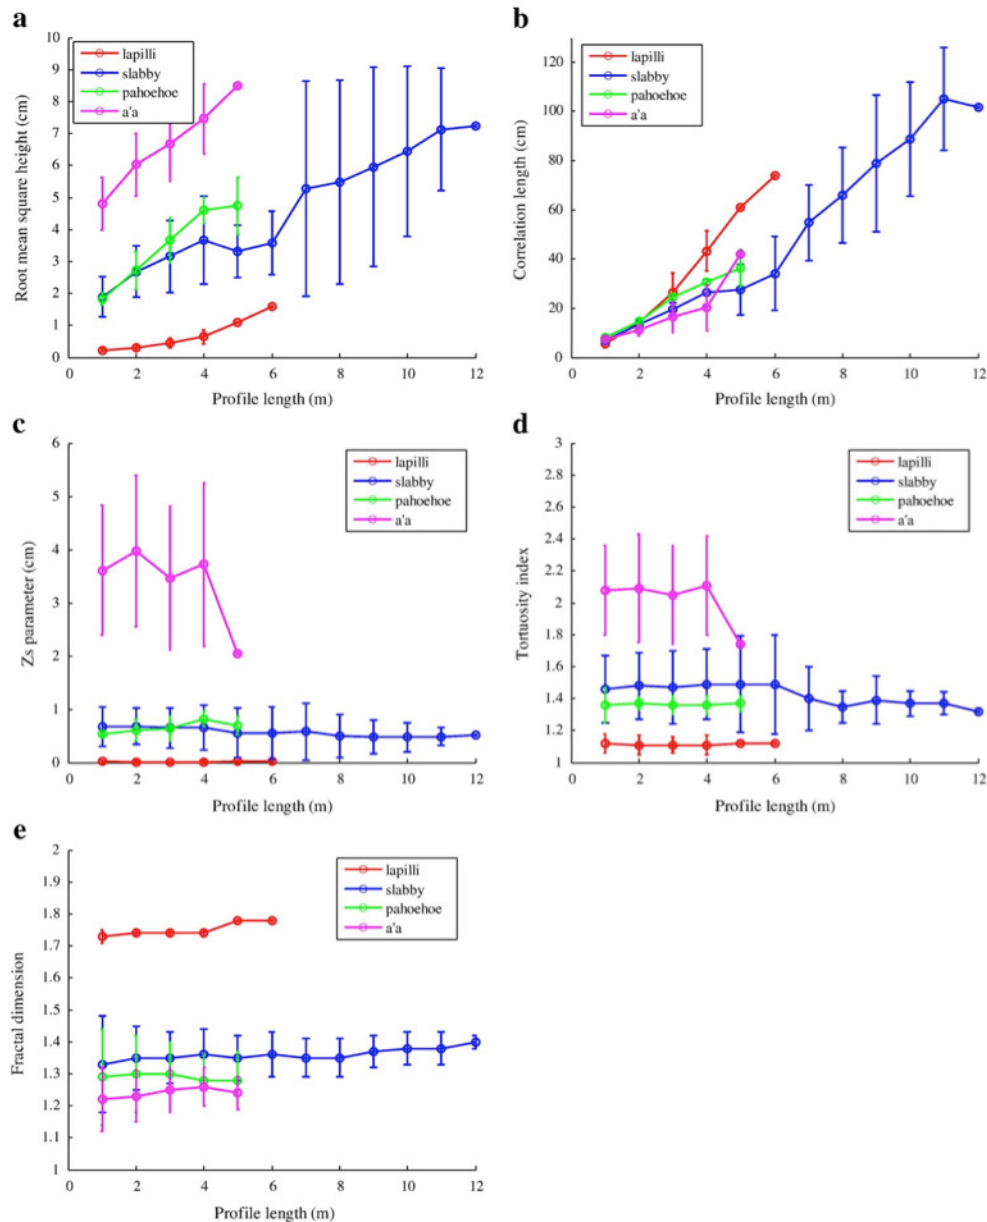 a
10
9
8
7
6
5
4
3
2
1
0
0 2 4 6 8 10 12
Root mean square height (cm)
Profile length (m)
lapilli
slabby
pahoehoe
a'a
b
120
100
80
60
40
20
0
0 2 4 6 8 10 12
Correlation length (cm)
Profile length (m)
lapilli
slabby
pahoehoe
a'a
c
6
5
4
3
2
1
0
0 2 4 6 8 10 12
Zs parameter (cm)
Profile length (m)
lapilli
slabby
pahoehoe
a'a
d
3
2.8
2.6
2.4
2.2
2
1.8
1.6
1.4
1.2
1
0 2 4 6 8 10 12
Tortuosity index
Profile length (m)
lapilli
slabby
pahoehoe
a'a
e
2
1.9
1.8
1.7
1.6
1.5
1.4
1.3
1.2
1.1
1
0 2 4 6 8 10 12
Fractal dimension
Profile length (m)
lapilli
slabby
pahoehoe
a'a